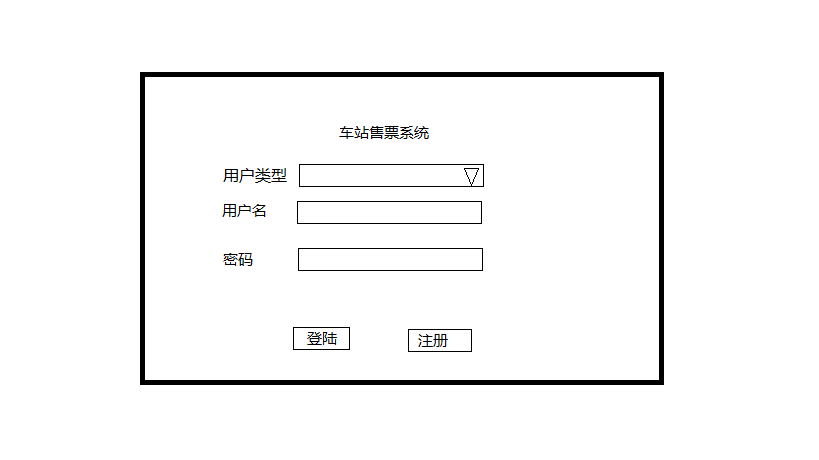 车站售票系统
用户类型
用户名
密码
登陆 注册